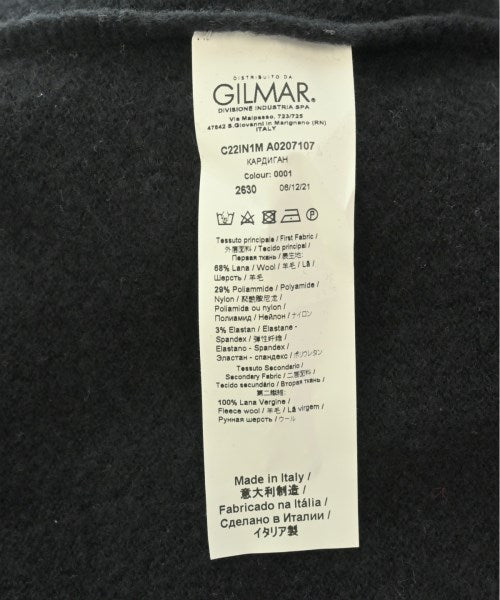 DISTRIBUITO DA
GILMAR®
DIVISIONE INDUSTRIA SPA
Via Malpasso, 723/725
47842 S.Giovanni in Marignano (RN)
ITALY
C22IN1M A0207107
КАРДИГАН
Colour: 0001
2630 06/12/21
P
Tessuto principale / First Fabric /
外層面料 / Tecido principal /
Первая ткань / 表生地:
68% Lana / Wool / 羊毛 / Lã /
Шерсть / 羊毛
29% Poliammide / Polyamide /
Nylon / 聚酰酸尼龙 /
Poliamida ou nylon /
Полиамид / Нейлон / ナイロン
3% Elastan / Elastane -
Spandex / 弹性纤维 /
Elastano - Spandex /
Эластан - спандекс / ポリウレタン
Tessuto Secondario /
Secondary Fabric / 二层面料 /
Tecido secundário / Вторая ткань /
第二素材:
100% Lana Vergine /
Fleece wool / 羊毛 / Lã virgem /
Рунная шерсть / ウール
Made in Italy /
意大利制造 /
Fabricado na Itália /
Сделано в Италии /
イタリア製